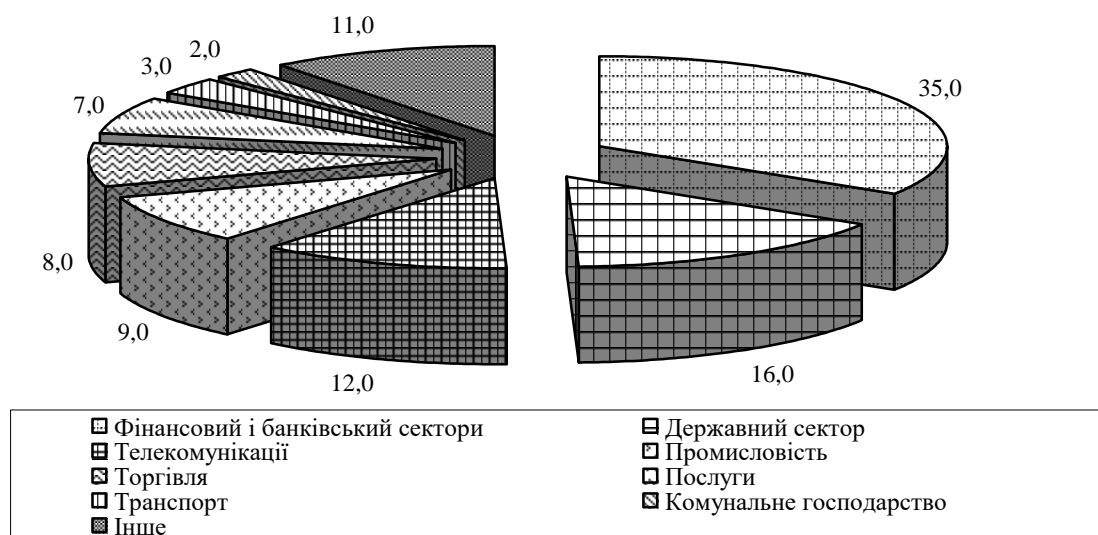 11,0
2,0
3,0
7,0
35,0
8,0
9,0
12,0
16,0
Фінансовий і банківський сектори
Державний сектор
Телекомунікації
Промисловість
Торгівля
Послуги
Транспорт
Комунальне господарство
Інше